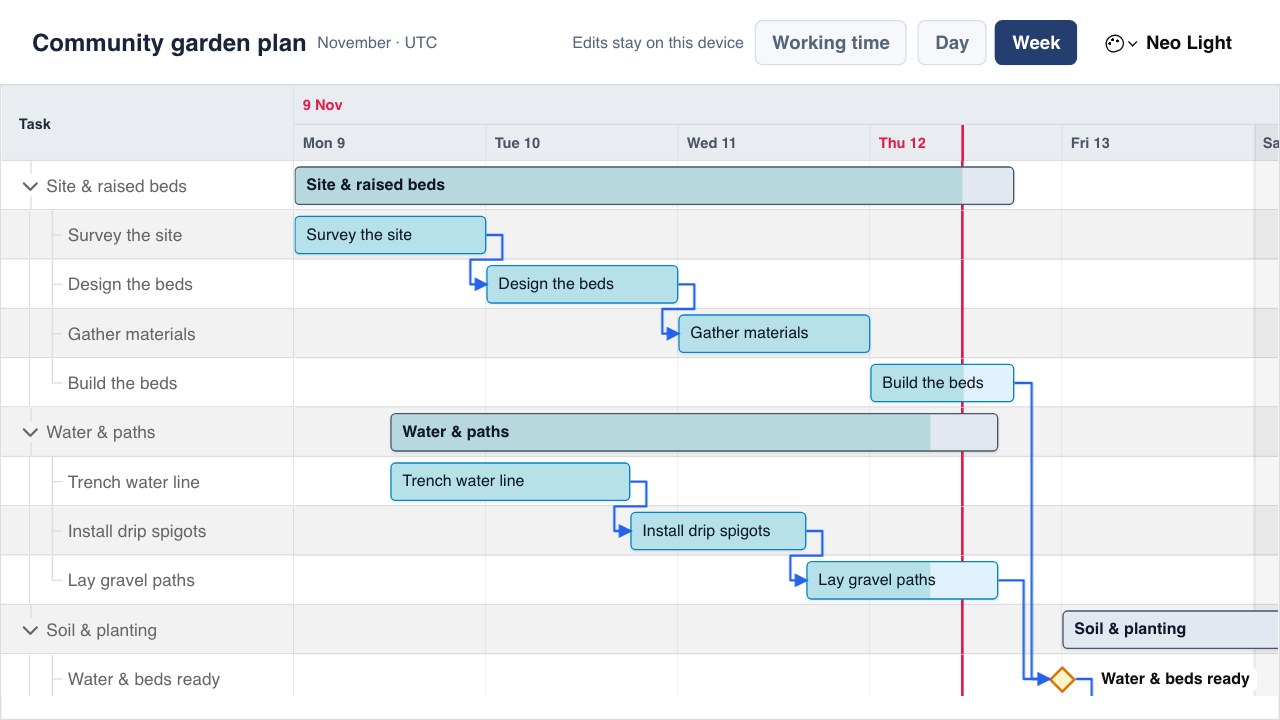 Community garden plan November · UTC Edits stay on this device Working time Day Week Neo Light
Task 9 Nov
Mon 9 Tue 10 Wed 11 Thu 12 Fri 13 Sa
Site & raised beds Site & raised beds
Survey the site Survey the site
Design the beds Design the beds
Gather materials Gather materials
Build the beds Build the beds
Water & paths Water & paths
Trench water line Trench water line
Install drip spigots Install drip spigots
Lay gravel paths Lay gravel paths
Soil & planting Soil & planting
Water & beds ready Water & beds ready